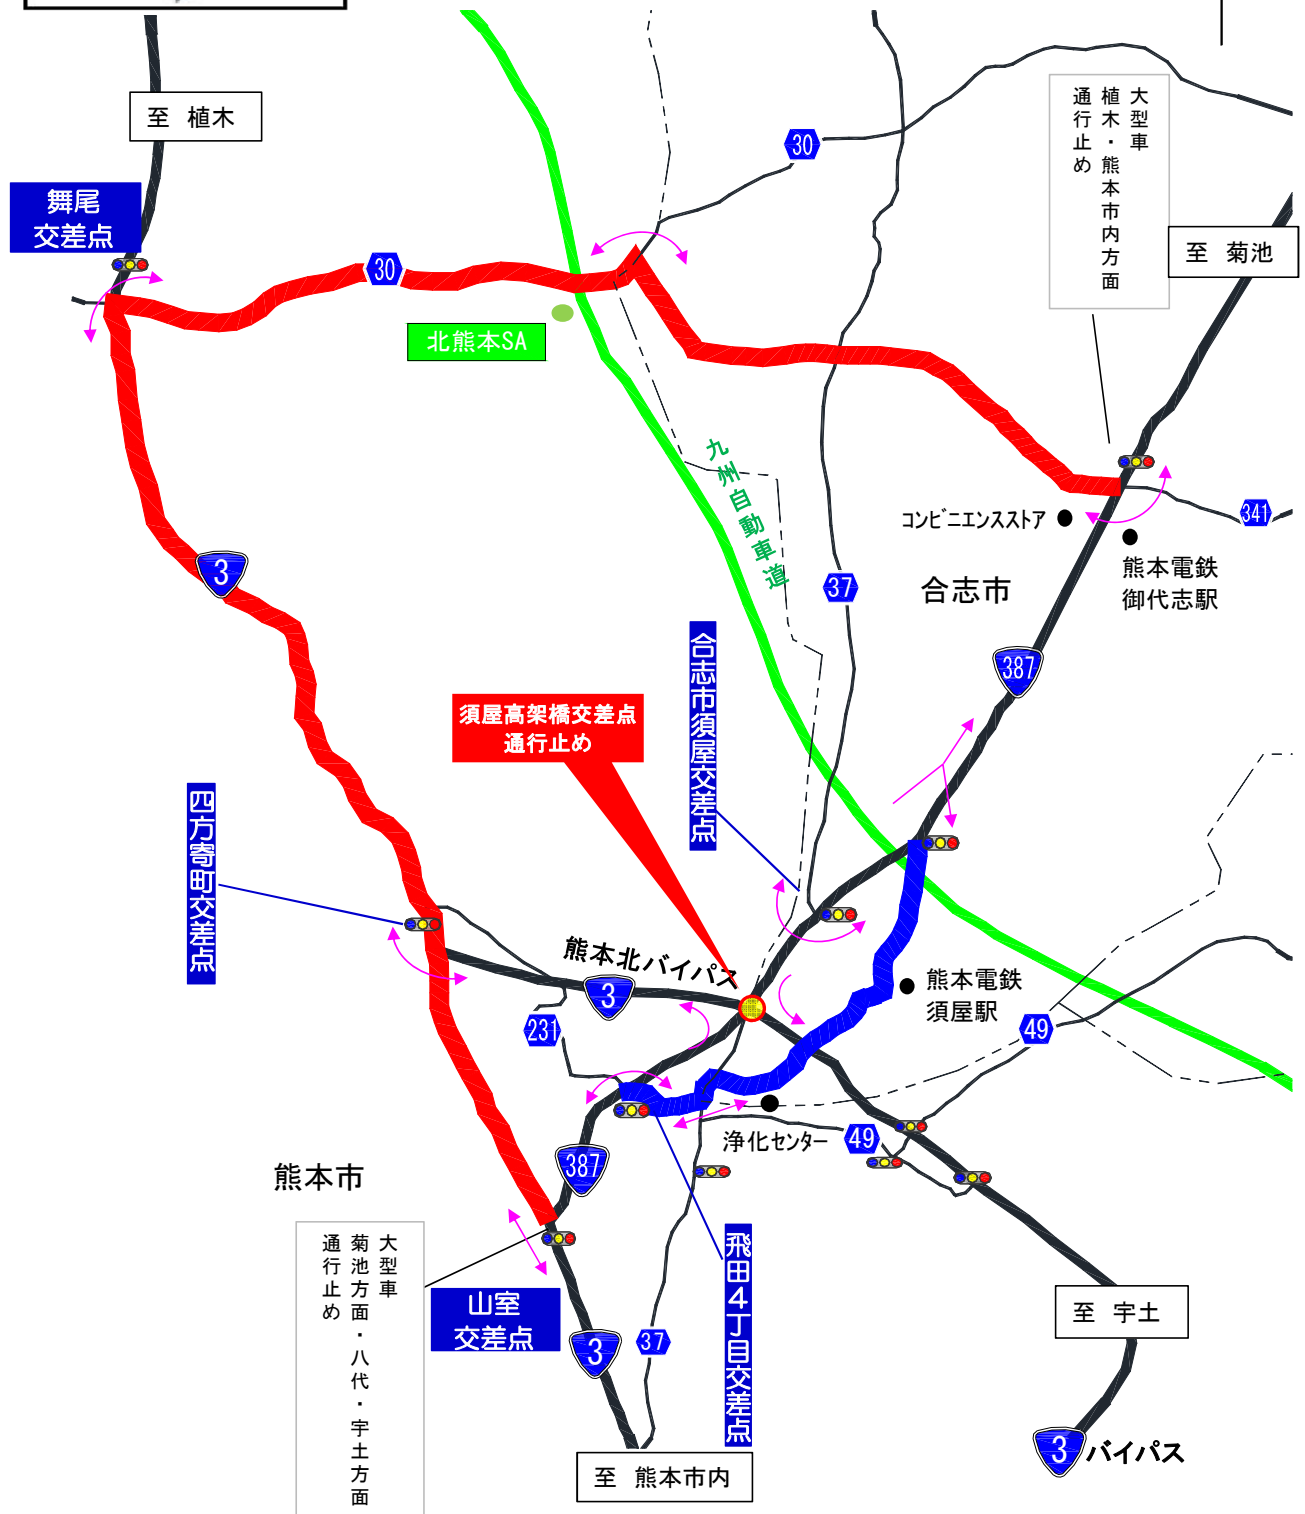 至 植木
舞尾
交差点
30
30
大型車
植木・熊本市内方面
通行止め
至 菊池
北熊本SA
九州自動車道
コンビニエンスストア
341
熊本電鉄
御代志駅
3
37
合志市
387
合志市須屋交差点
須屋高架橋交差点
通行止め
四方寄町交差点
熊本北バイパス
3
熊本電鉄
須屋駅
231
49
浄化センター
49
387
熊本市
大型車
菊池方面・八代・宇土方面
通行止め
山室
交差点
飛田4丁目交差点
至 宇土
3
37
3
バイパス
至 熊本市内